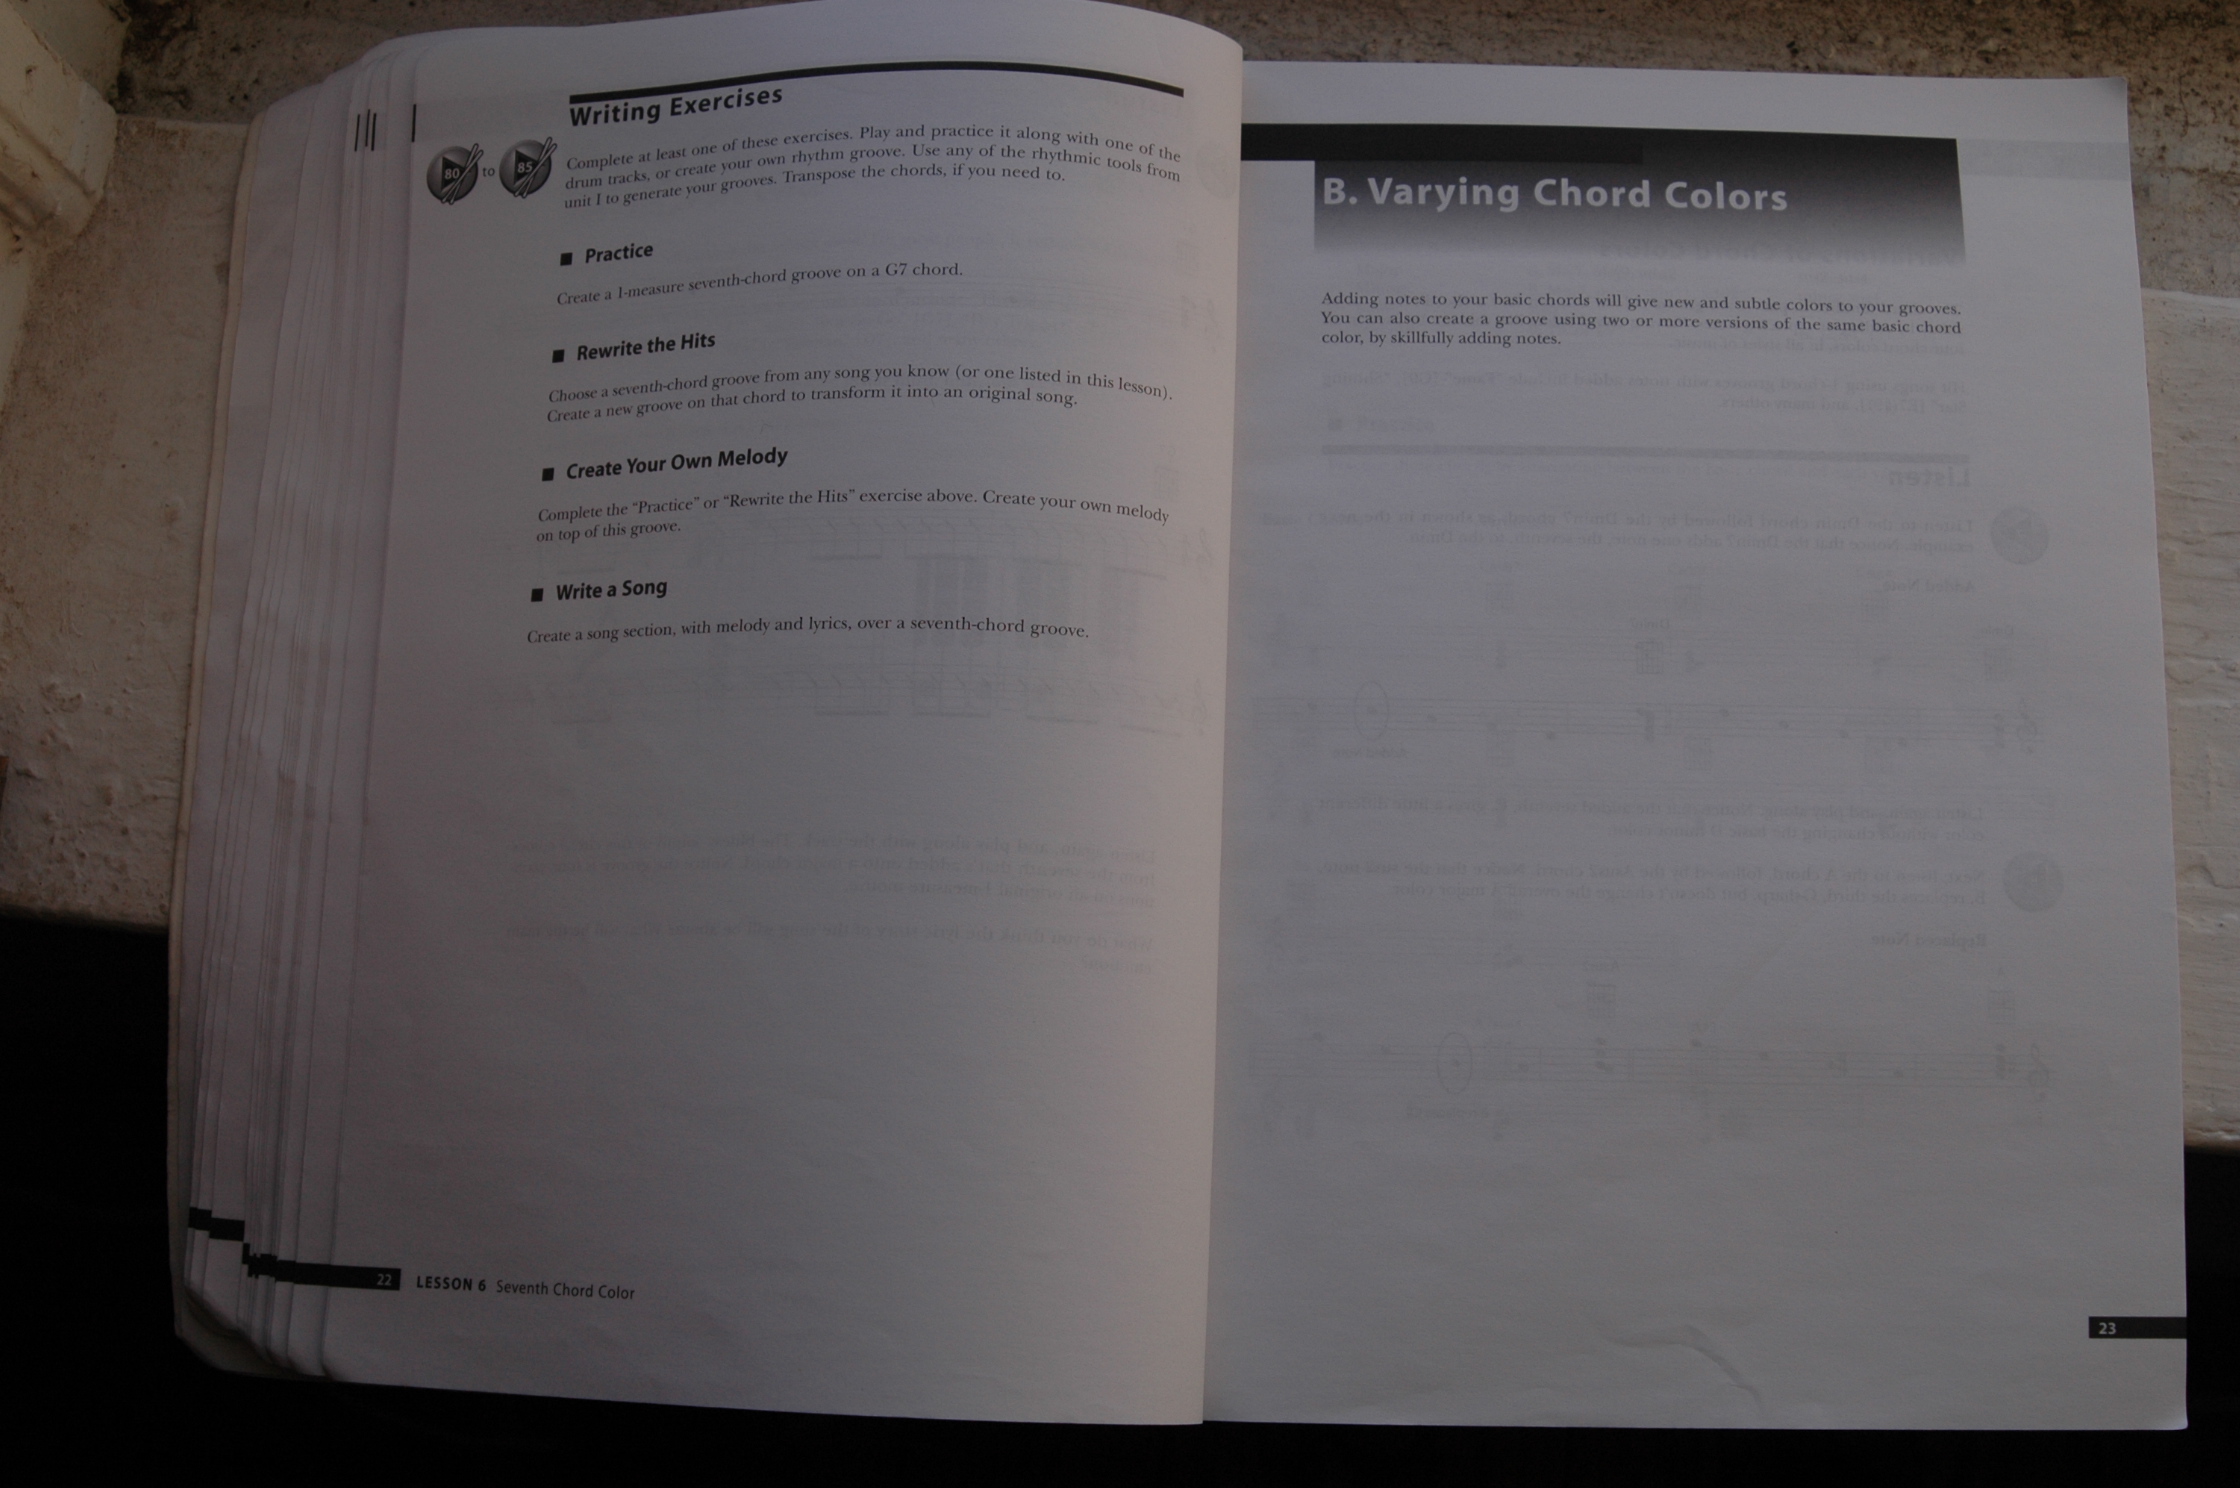 Writing Exercises
80 to 85
Complete at least one of these exercises. Play and practice it along with one of the
drum tracks, or create your own rhythm groove. Use any of the rhythmic tools from
unit I to generate your grooves. Transpose the chords, if you need to.
■ Practice
Create a 1-measure seventh-chord groove on a G7 chord.
■ Rewrite the Hits
Choose a seventh-chord groove from any song you know (or one listed in this lesson).
Create a new groove on that chord to transform it into an original song.
■ Create Your Own Melody
Complete the “Practice” or “Rewrite the Hits” exercise above. Create your own melody
on top of this groove.
■ Write a Song
Create a song section, with melody and lyrics, over a seventh-chord groove.
22 LESSON 6 Seventh Chord Color
B. Varying Chord Colors
Adding notes to your basic chords will give new and subtle colors to your grooves.
You can also create a groove using two or more versions of the same basic chord
color, by skillfully adding notes.
23